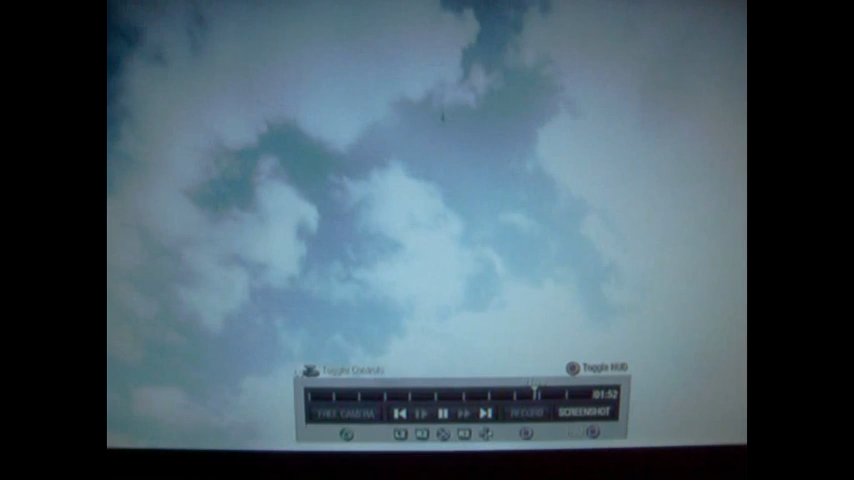 Toggle Controls
Toggle HUD
01:52
FREE CAMERA
RECORD
SCREENSHOT